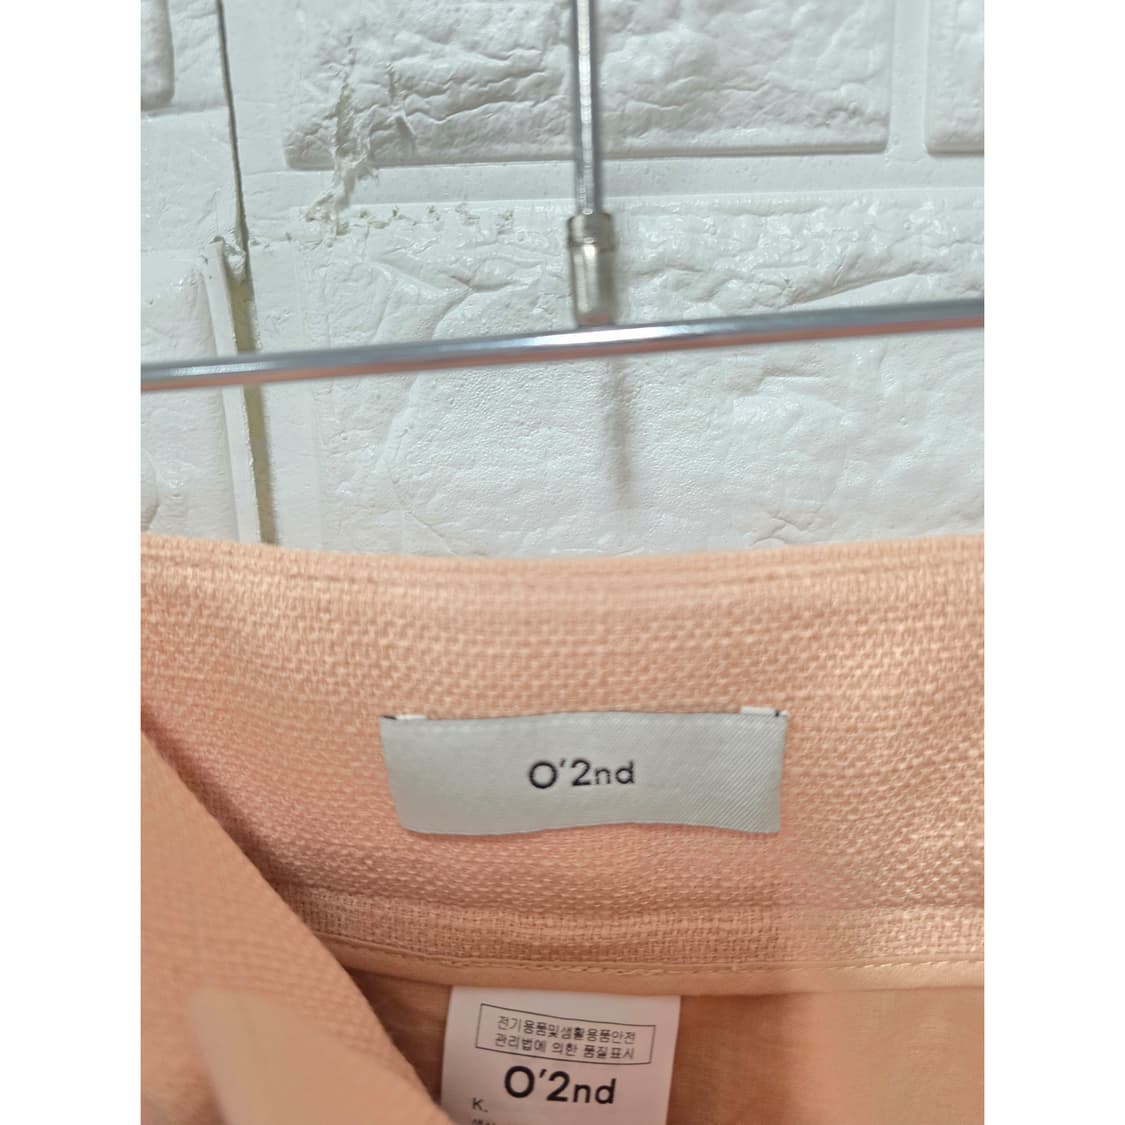 O'2nd
전기용품및생활용품안전
관리법에 의한 품질표시
O'2nd
K.